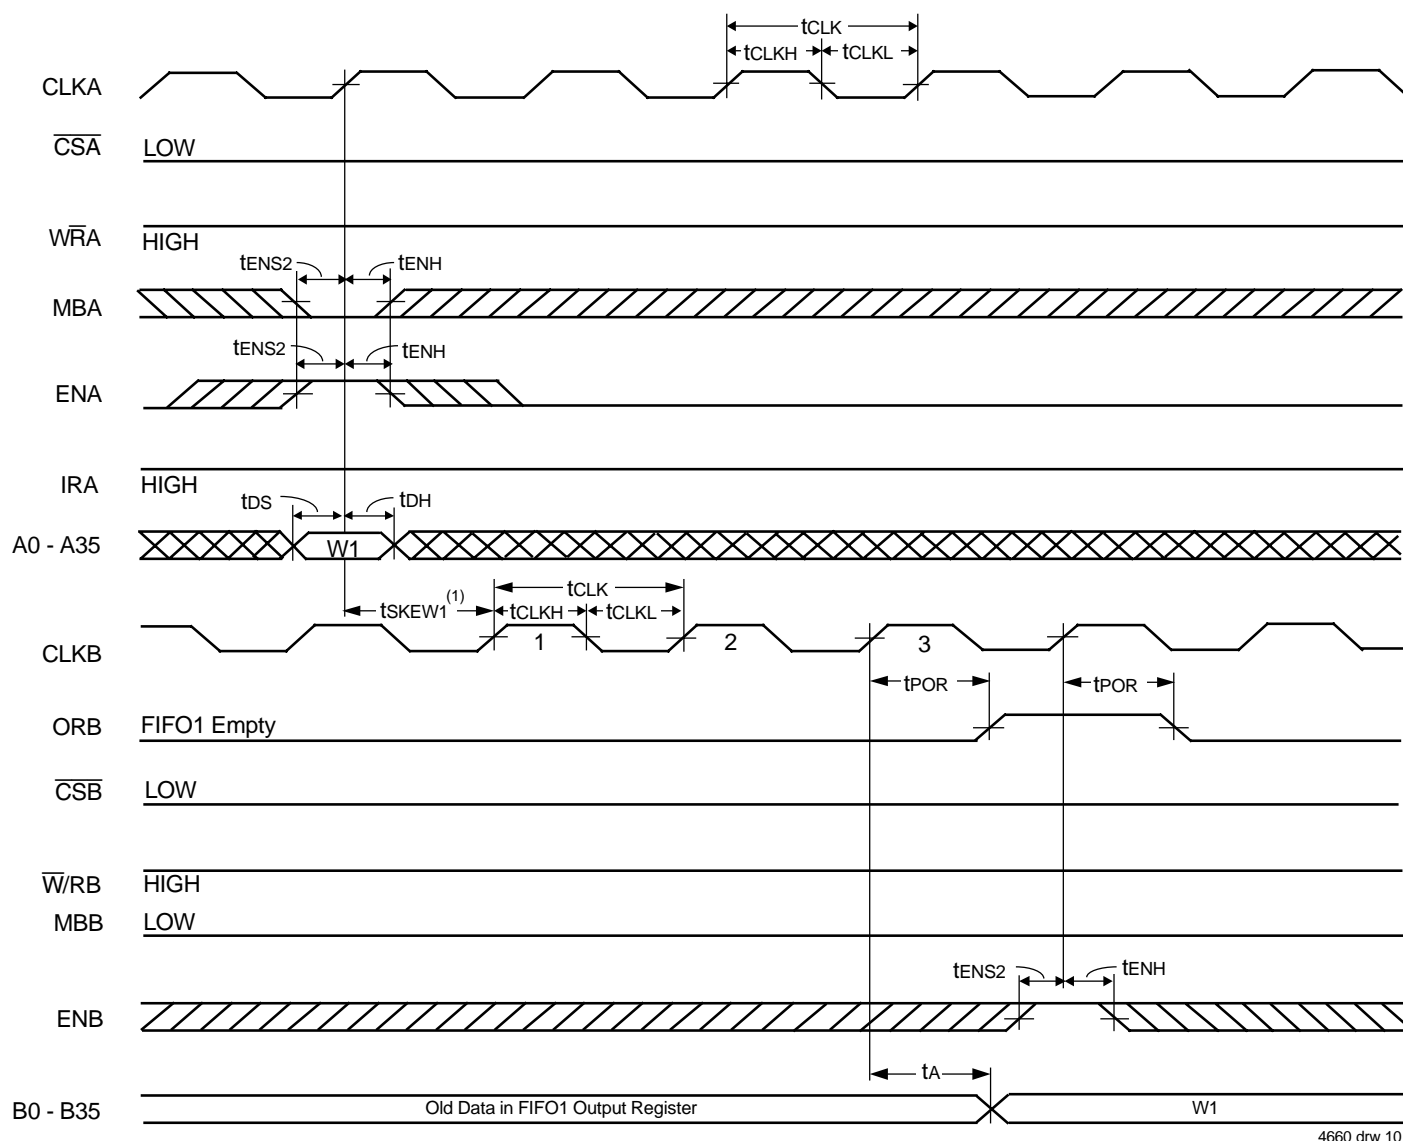 tCLK
tCLKH tCLKL
CLKA
CSA LOW
WRA HIGH
tENS2 tENH
MBA
tENS2 tENH
ENA
IRA HIGH
tDS tDH
A0 - A35 W1
tCLK
tSKEW1(1) tCLKH tCLKL
CLKB 1 2 3
tPOR tPOR
ORB FIFO1 Empty
CSB LOW
W/RB HIGH
MBB LOW
tENS2 tENH
ENB
tA
B0 - B35 Old Data in FIFO1 Output Register W1
4660 drw 10